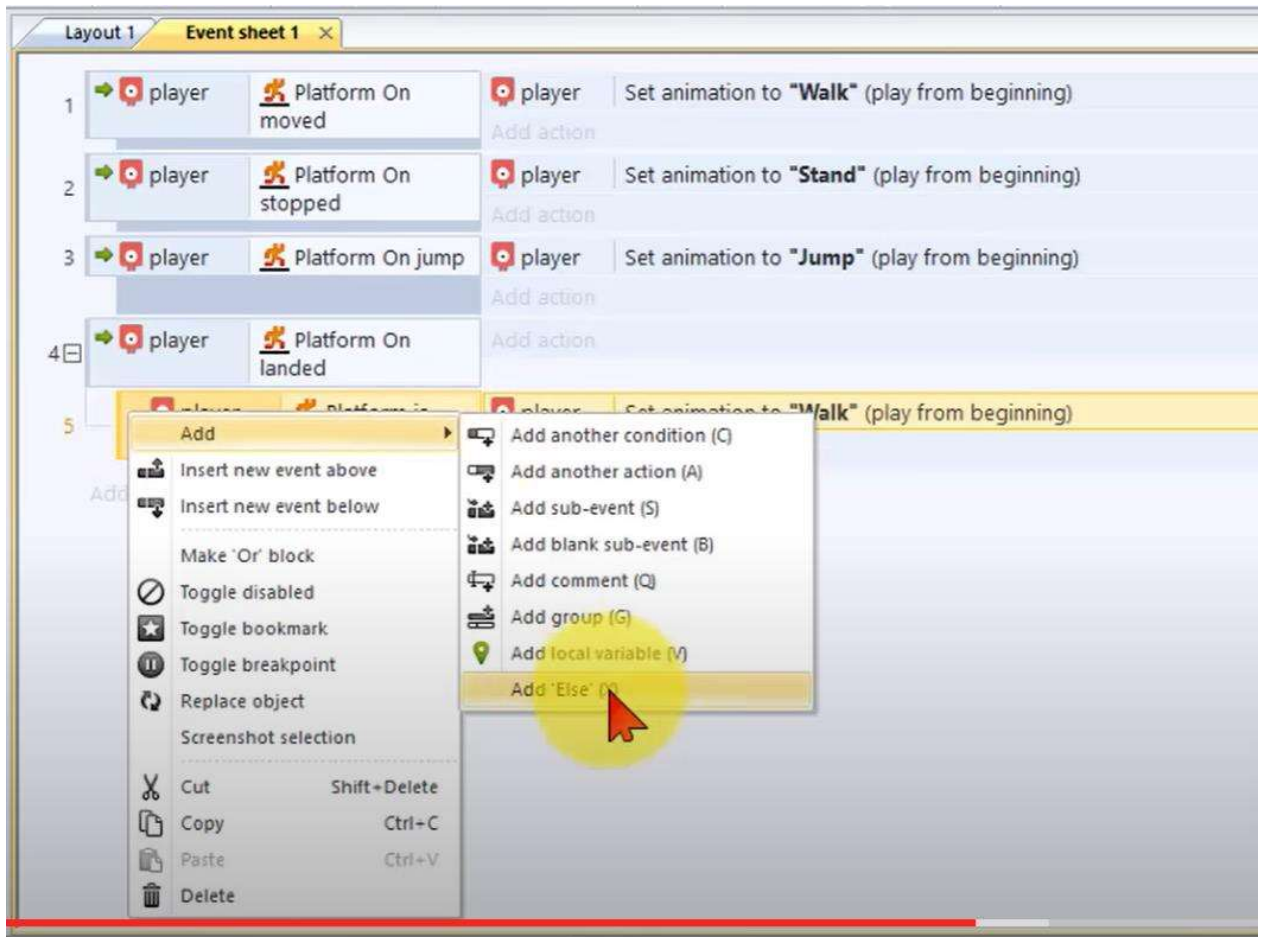 Layout 1
Event sheet 1 ×
1 player Platform On moved player Set animation to "Walk" (play from beginning)
Add action
2 player Platform On stopped player Set animation to "Stand" (play from beginning)
Add action
3 player Platform On jump player Set animation to "Jump" (play from beginning)
Add action
4 player Platform On landed Add action
5 player Platform is player Set animation to "Walk" (play from beginning)
Add
Add
Insert new event above
Insert new event below
Make 'Or' block
Toggle disabled
Toggle bookmark
Toggle breakpoint
Replace object
Screenshot selection
Cut Shift+Delete
Copy Ctrl+C
Paste Ctrl+V
Delete
Add another condition (C)
Add another action (A)
Add sub-event (S)
Add blank sub-event (B)
Add comment (Q)
Add group (G)
Add local variable (V)
Add 'Else'